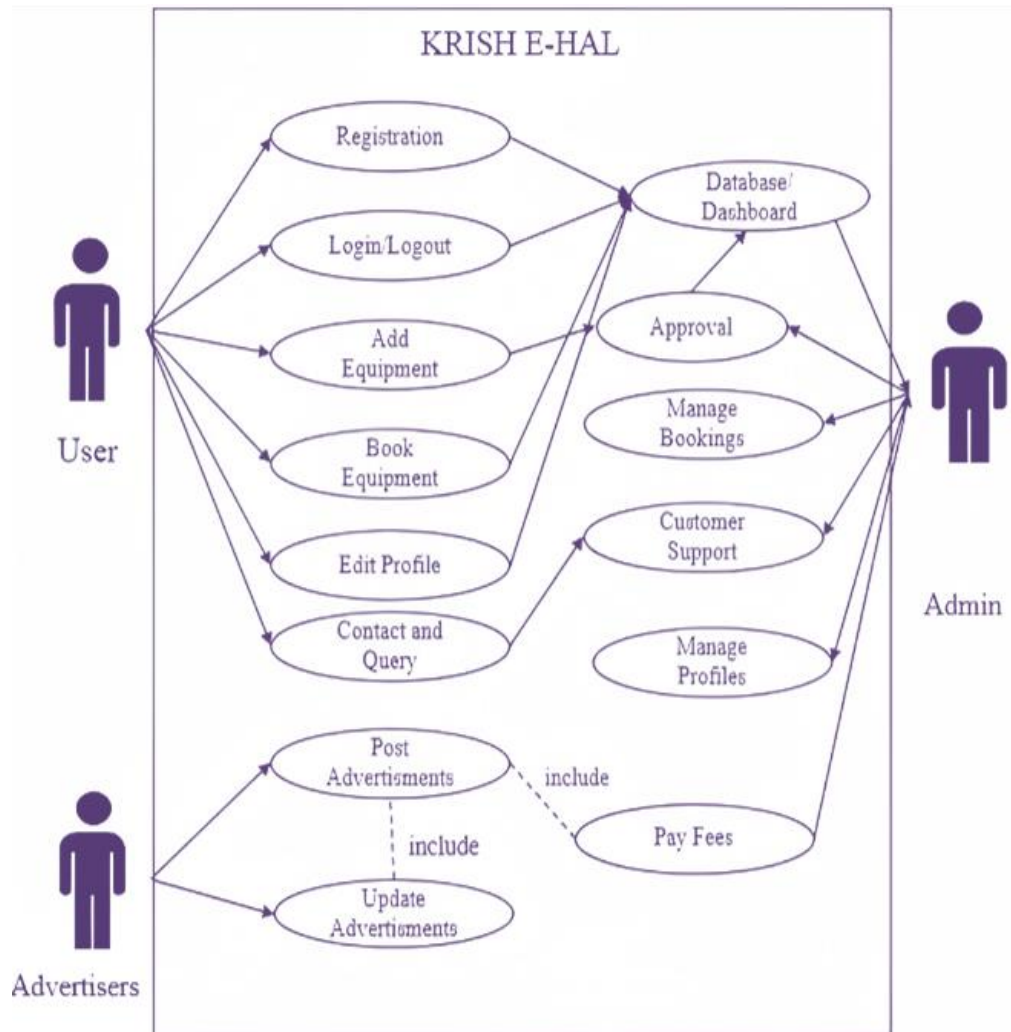 KRISH E-HAL
Registration
Database/
Dashboard
Login/Logout
Add
Equipment
Approval
User
Book
Equipment
Manage
Bookings
Edit Profile
Customer
Support
Admin
Contact and
Query
Manage
Profiles
Post
Advertisments
include
include
Pay Fees
Update
Advertisments
Advertisers